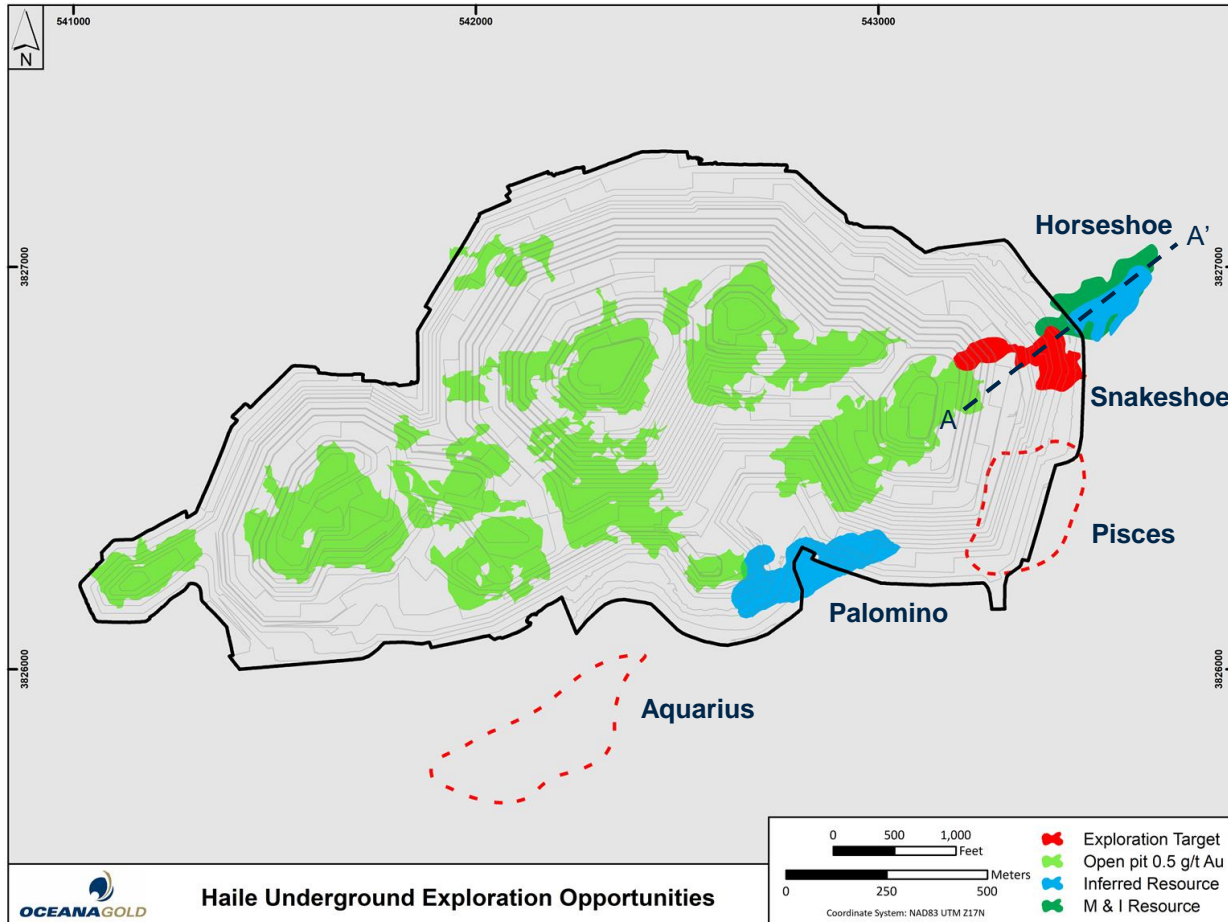 541000
542000
543000
N
3827000
3827000
Horseshoe
A'
Snakeshoe
A
Pisces
Palomino
3826000
3826000
Aquarius
0 500 1,000
Feet
Meters
0 250 500
Coordinate System: NAD83 UTM Z17N
Exploration Target
Open pit 0.5 g/t Au
Inferred Resource
M & I Resource
OCEANAGOLD
Haile Underground Exploration Opportunities